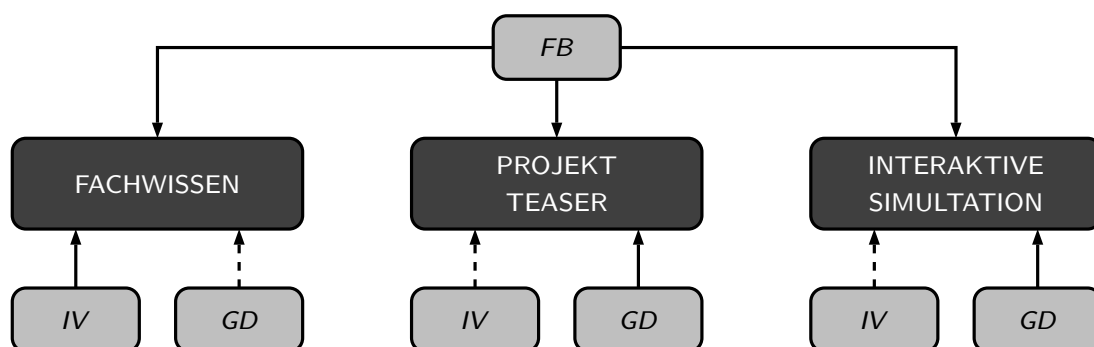 FB
FACHWISSEN
PROJEKT
TEASER
INTERAKTIVE
SIMULTATION
IV
GD
IV
GD
IV
GD